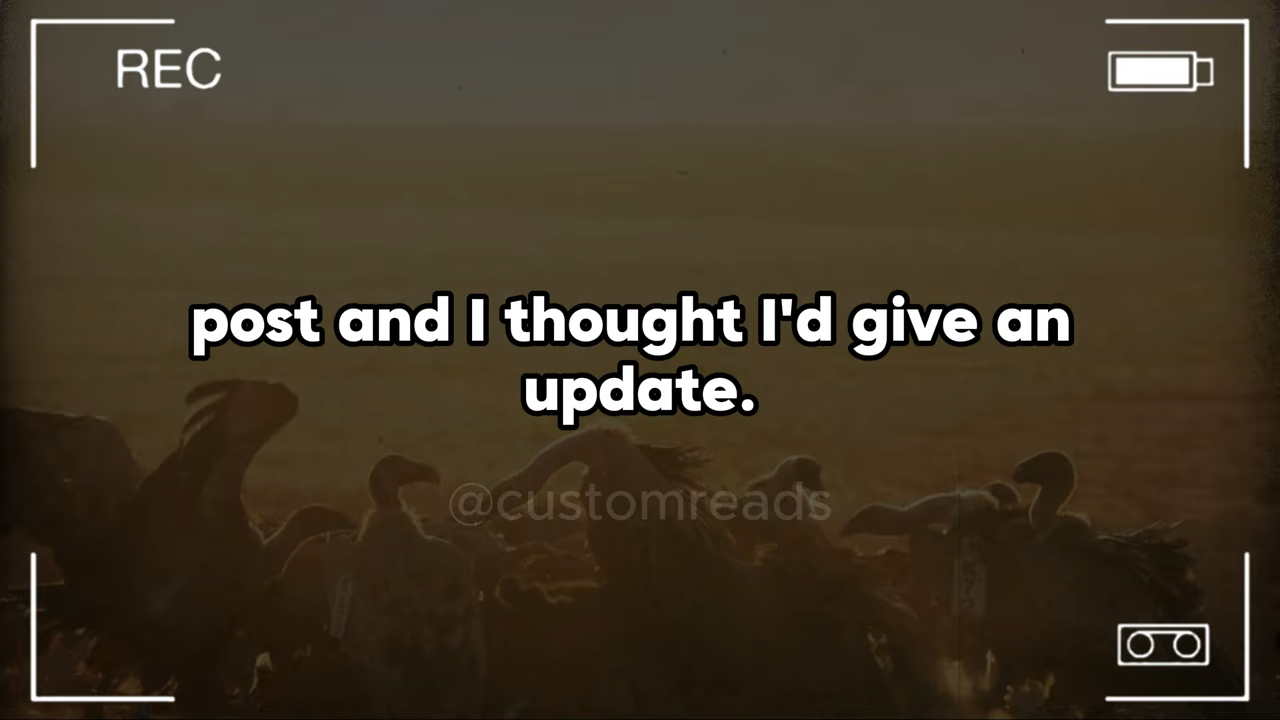 REC
post and I thought I'd give an
update.
@customreads